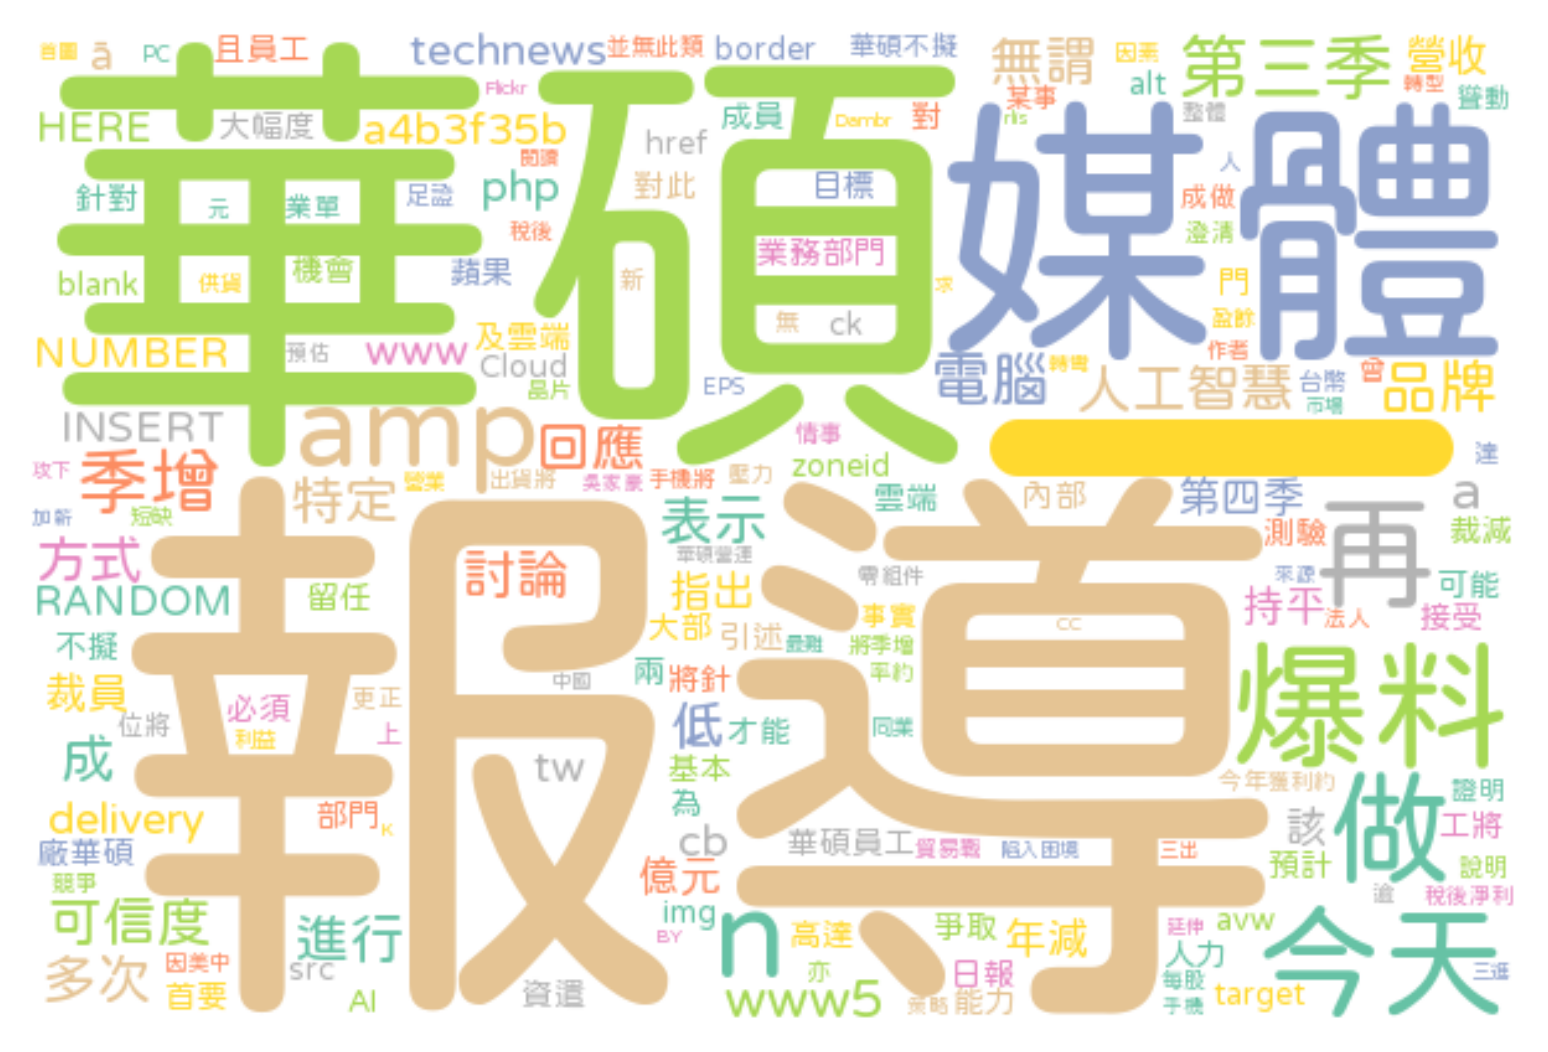 首圖 ā PC 且員工 technews 並無此類 border 華碩不擬 無謂 因素 第三季 營收
華碩 媒體
Flickr alt 某事 轉型 聳動
HERE 大幅度 a4b3f35b 成員 Dambr 對 rlis 整體
閱讀 href
針對 元 業單 足證 php 對此 目標 人 成做
稅後 業務部門 澄清
blank 供貨 機會 蘋果 新 求 門
無 ck 盈餘
NUMBER 預估 www 及雲端 作者
Cloud 晶片 EPS 電腦 轉彎 人工智慧 台幣 曾 品牌
市場
INSERT amp 回應 情事 一 達
攻下 季增 特定 營業 出貨將 吳家豪 手機將 壓力 zoneid
報導
加薪 短缺 表示 雲端 內部 第四季 a
測驗 再 裁減
方式 討論 華碩營運 零組件 來源 可能
RANDOM 留任 指出 事實 cc 持平 法人 接受
不擬 大部 引述 最難 將季增
裁員 必須 更正 中國 兩 將針 率約 爆料
位將 利益 上 低 才能 同業
成 tw 基本 今年獲利約
delivery 部門 K 為 該 做 證明
廠華碩 cb 華碩員工 貿易戰 陷入困境 三出 工將
競爭 億元 預計 說明
可信度 進行 img n 高達 爭取 年減 延伸 avw 逾 稅後淨利
BY 今天
多次 因美中 src 亦 日報 人力 三進
首要 AI 資遣 www5 策略 能力 每股 target
手機